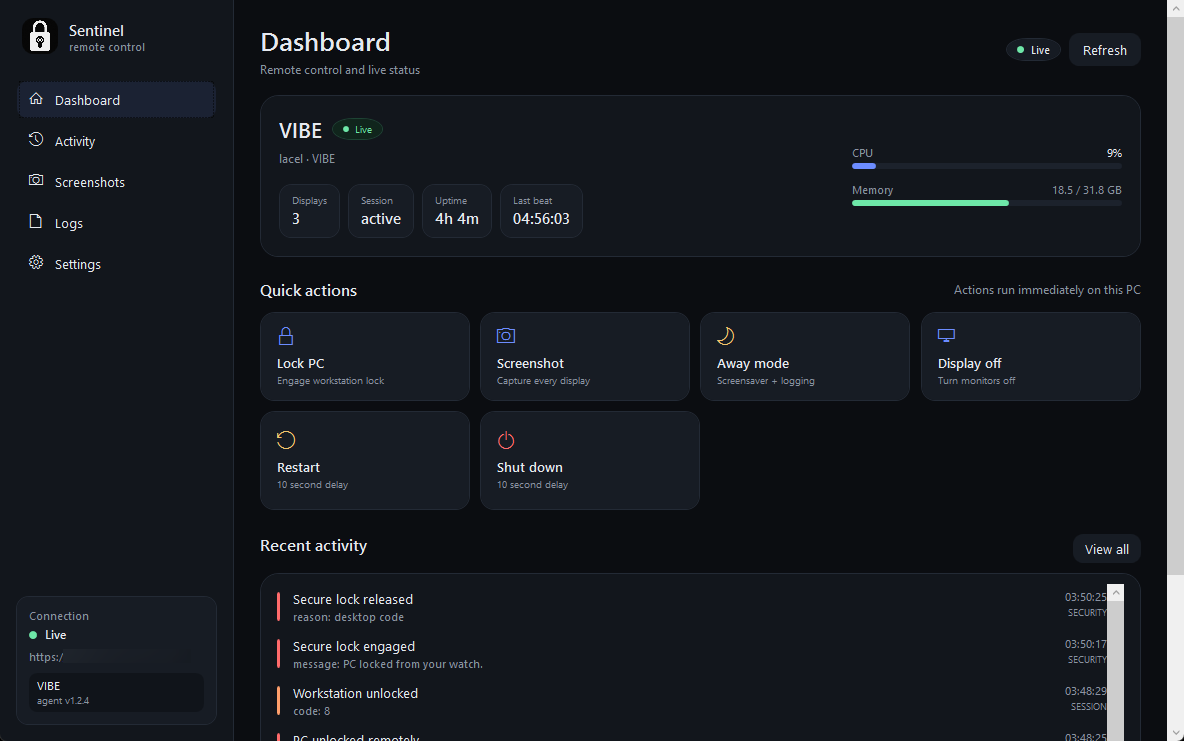 Sentinel
remote control
Dashboard
Activity
Screenshots
Logs
Settings
Connection
Live
https:/
VIBE
agent v1.2.4
Dashboard
Remote control and live status
Live
Refresh
VIBE
Live
lacel · VIBE
Displays
3
Session
active
Uptime
4h 4m
Last beat
04:56:03
CPU
9%
Memory
18.5 / 31.8 GB
Quick actions
Actions run immediately on this PC
Lock PC
Engage workstation lock
Screenshot
Capture every display
Away mode
Screensaver + logging
Display off
Turn monitors off
Restart
10 second delay
Shut down
10 second delay
Recent activity
View all
Secure lock released
03:50:25
reason: desktop code
SECURITY
Secure lock engaged
03:50:17
message: PC locked from your watch.
SECURITY
Workstation unlocked
03:48:29
code: 8
SESSION
PC unlocked remotely
03:48:25